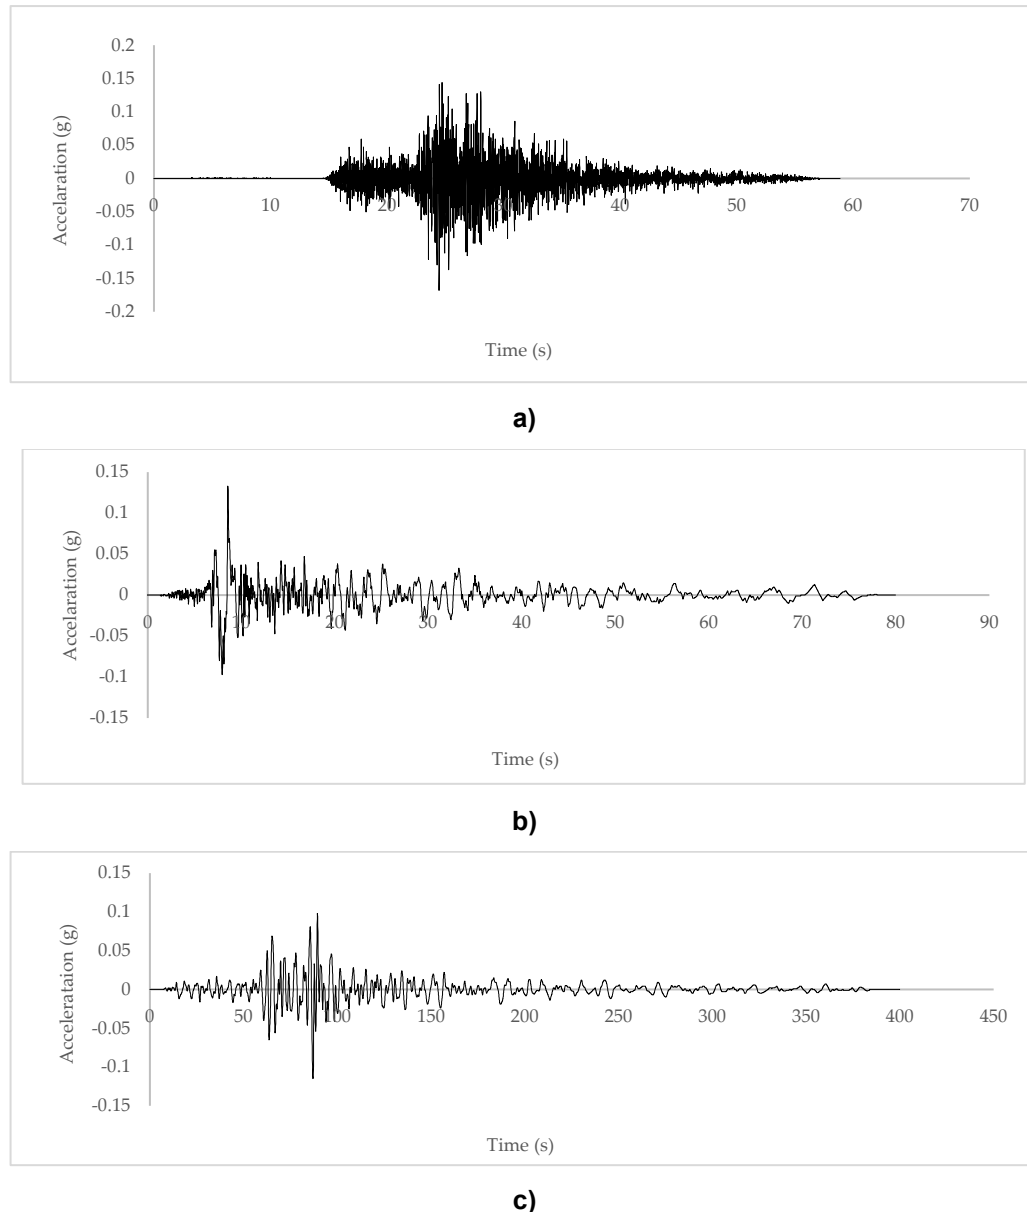 0.2
0.15
0.1
0.05
0
-0.05
-0.1
-0.15
-0.2
Accelaration (g)
0 10 20 30 40 50 60 70
Time (s)
a)
0.15
0.1
0.05
0
-0.05
-0.1
-0.15
Accelaration (g)
0 10 20 30 40 50 60 70 80 90
Time (s)
b)
0.15
0.1
0.05
0
-0.05
-0.1
-0.15
Accelerataion (g)
0 50 100 150 200 250 300 350 400 450
Time (s)
c)